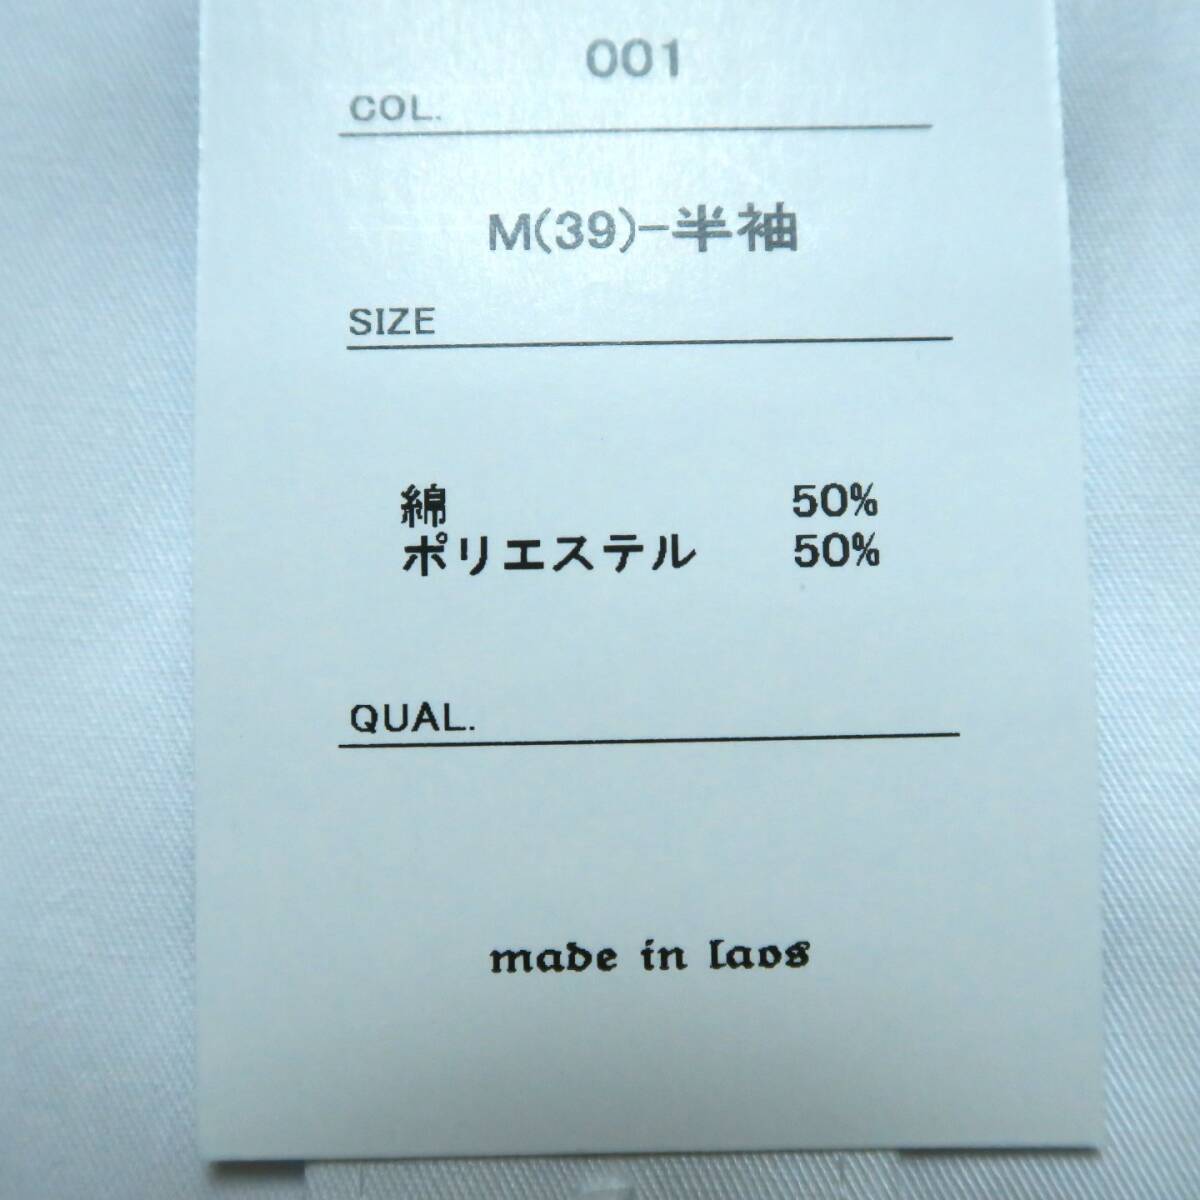 001
COL.
M(39)-半袖
SIZE
綿 50%
ポリエステル 50%
QUAL.
made in laos